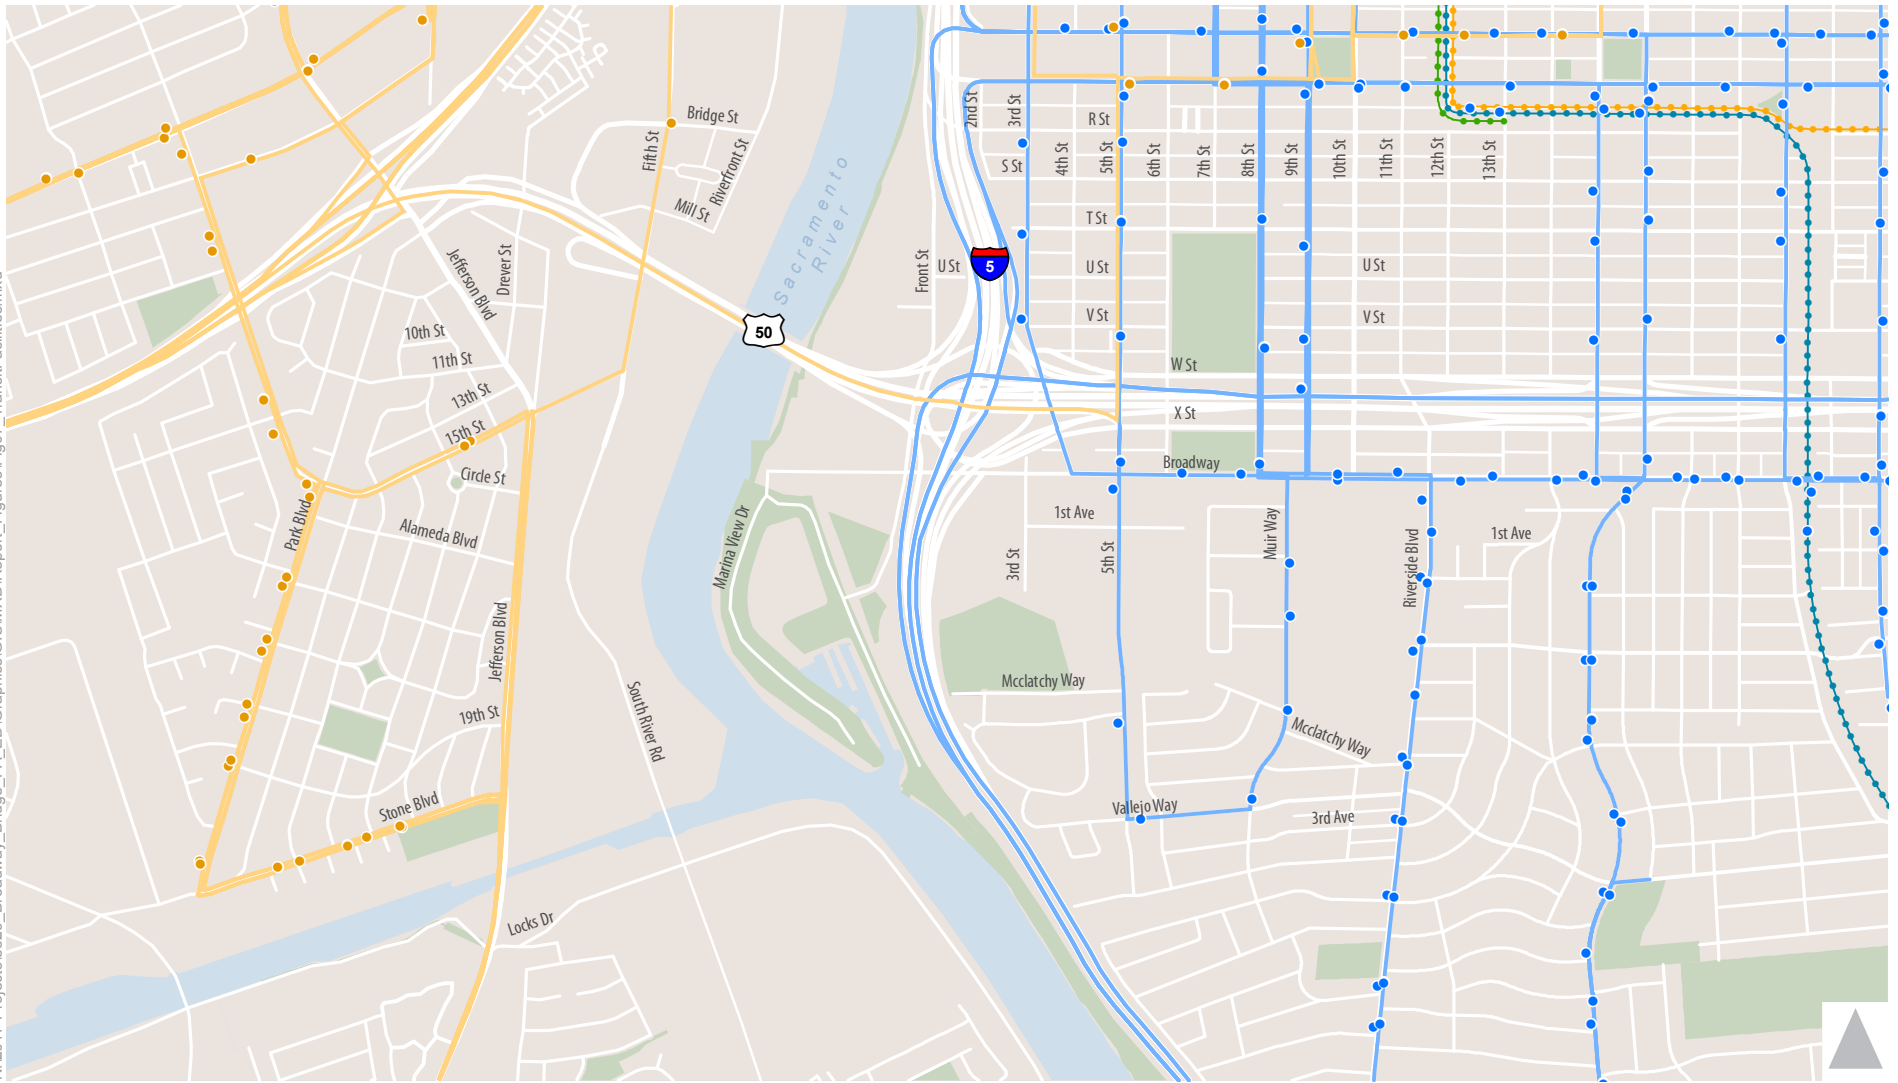 Bridge St
Fifth St
Riverfront St
Mill St
Sacramento
River
2nd St
3rd St
R St
S St
4th St
5th St
6th St
7th St
8th St
9th St
10th St
11th St
12th St
13th St
T St
Jefferson Blvd
Drever St
Front St
U St
5
U St
U St
V St
V St
50
10th St
11th St
13th St
15th St
W St
X St
Circle St
Broadway
Park Blvd
Alameda Blvd
Marina View Dr
1st Ave
3rd St
5th St
Muir Way
Riverside Blvd
1st Ave
Jefferson Blvd
19th St
South River Rd
Mcclatchy Way
Mcclatchy Way
Stone Blvd
Vallejo Way
3rd Ave
Locks Dr